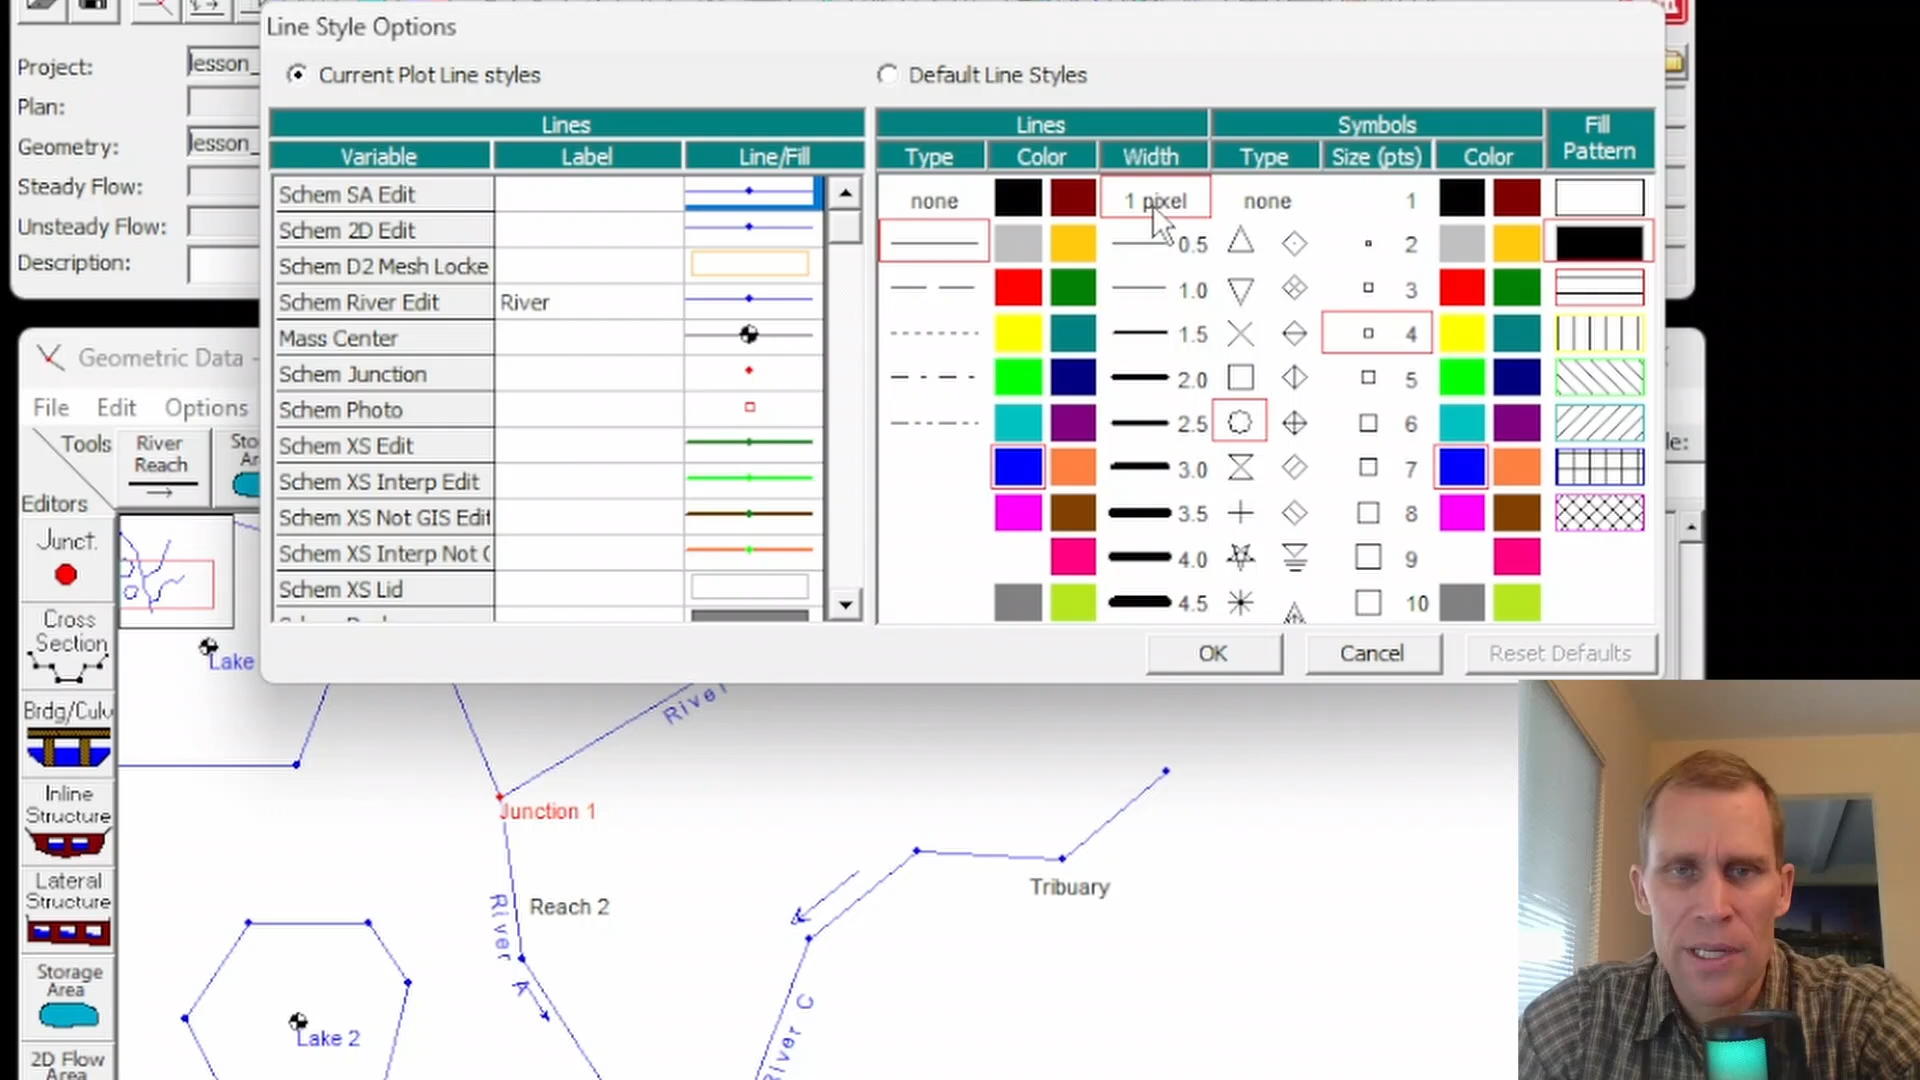 Line Style Options
Project: lesson_
Current Plot Line styles
Default Line Styles
Plan:
Geometry: lesson_
Steady Flow:
Unsteady Flow:
Description:
Lines
Variable Label Line/Fill
Schem SA Edit
Schem 2D Edit
Schem D2 Mesh Locke
Schem River Edit River
Mass Center
Schem Junction
Schem Photo
Schem XS Edit
Schem XS Interp Edit
Schem XS Not GIS Edit
Schem XS Interp Not
Schem XS Lid
Lines Symbols Fill
Pattern
Type Color Width Type Size (pts) Color
none 1 pixel none 1
0.5 2
1.0 3
1.5 4
2.0 5
2.5 6
3.0 7
3.5 8
4.0 9
4.5 10
OK Cancel Reset Defaults
Geometric Data -
File Edit Options
Tools
River
Reach
Sto
Ar
Editors
Junct.
Cross
Section
Brdg/Culv
Inline
Structure
Lateral
Structure
Storage
Area
2D Flow
Area
Lake
River
Junction 1
Reach 2
River A
Tribuary
River C
Lake 2